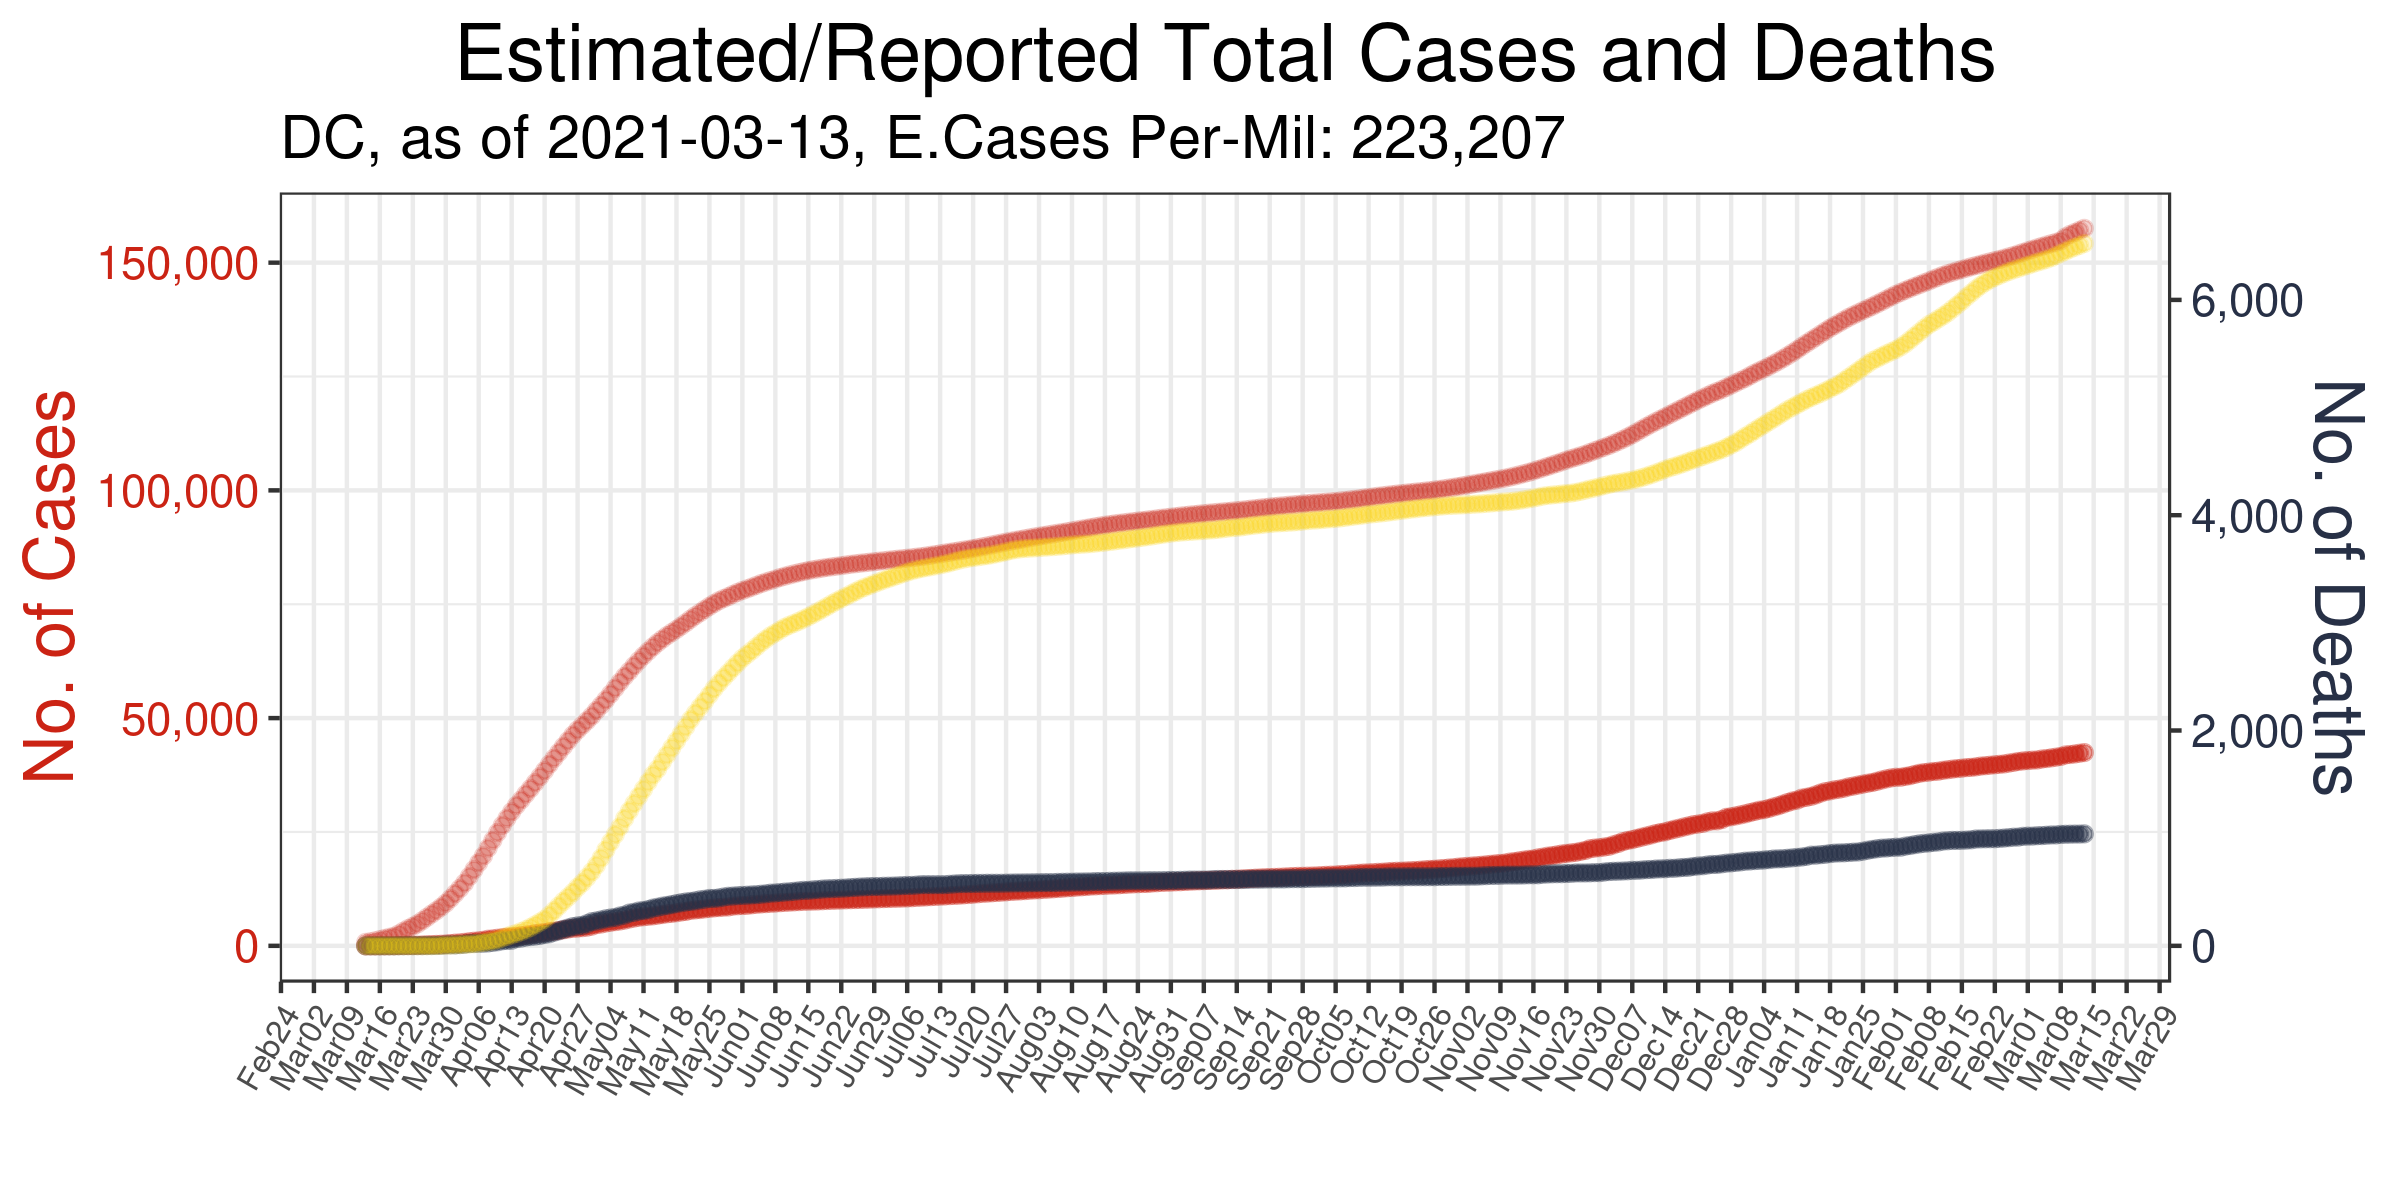 Estimated/Reported Total Cases and Deaths
DC, as of 2021-03-13, E.Cases Per-Mil: 223,207
No. of Cases
150,000
100,000
50,000
0
6,000
4,000
2,000
0
No. of Deaths
Feb24
Mar02
Mar09
Mar16
Mar23
Mar30
Apr06
Apr13
Apr20
Apr27
May04
May11
May18
May25
Jun01
Jun08
Jun15
Jun22
Jun29
Jul06
Jul13
Jul20
Jul27
Aug03
Aug10
Aug17
Aug24
Aug31
Sep07
Sep14
Sep21
Sep28
Oct05
Oct12
Oct19
Oct26
Nov02
Nov09
Nov16
Nov23
Nov30
Dec07
Dec14
Dec21
Dec28
Jan04
Jan11
Jan18
Jan25
Feb01
Feb08
Feb15
Feb22
Mar01
Mar08
Mar15
Mar22
Mar29